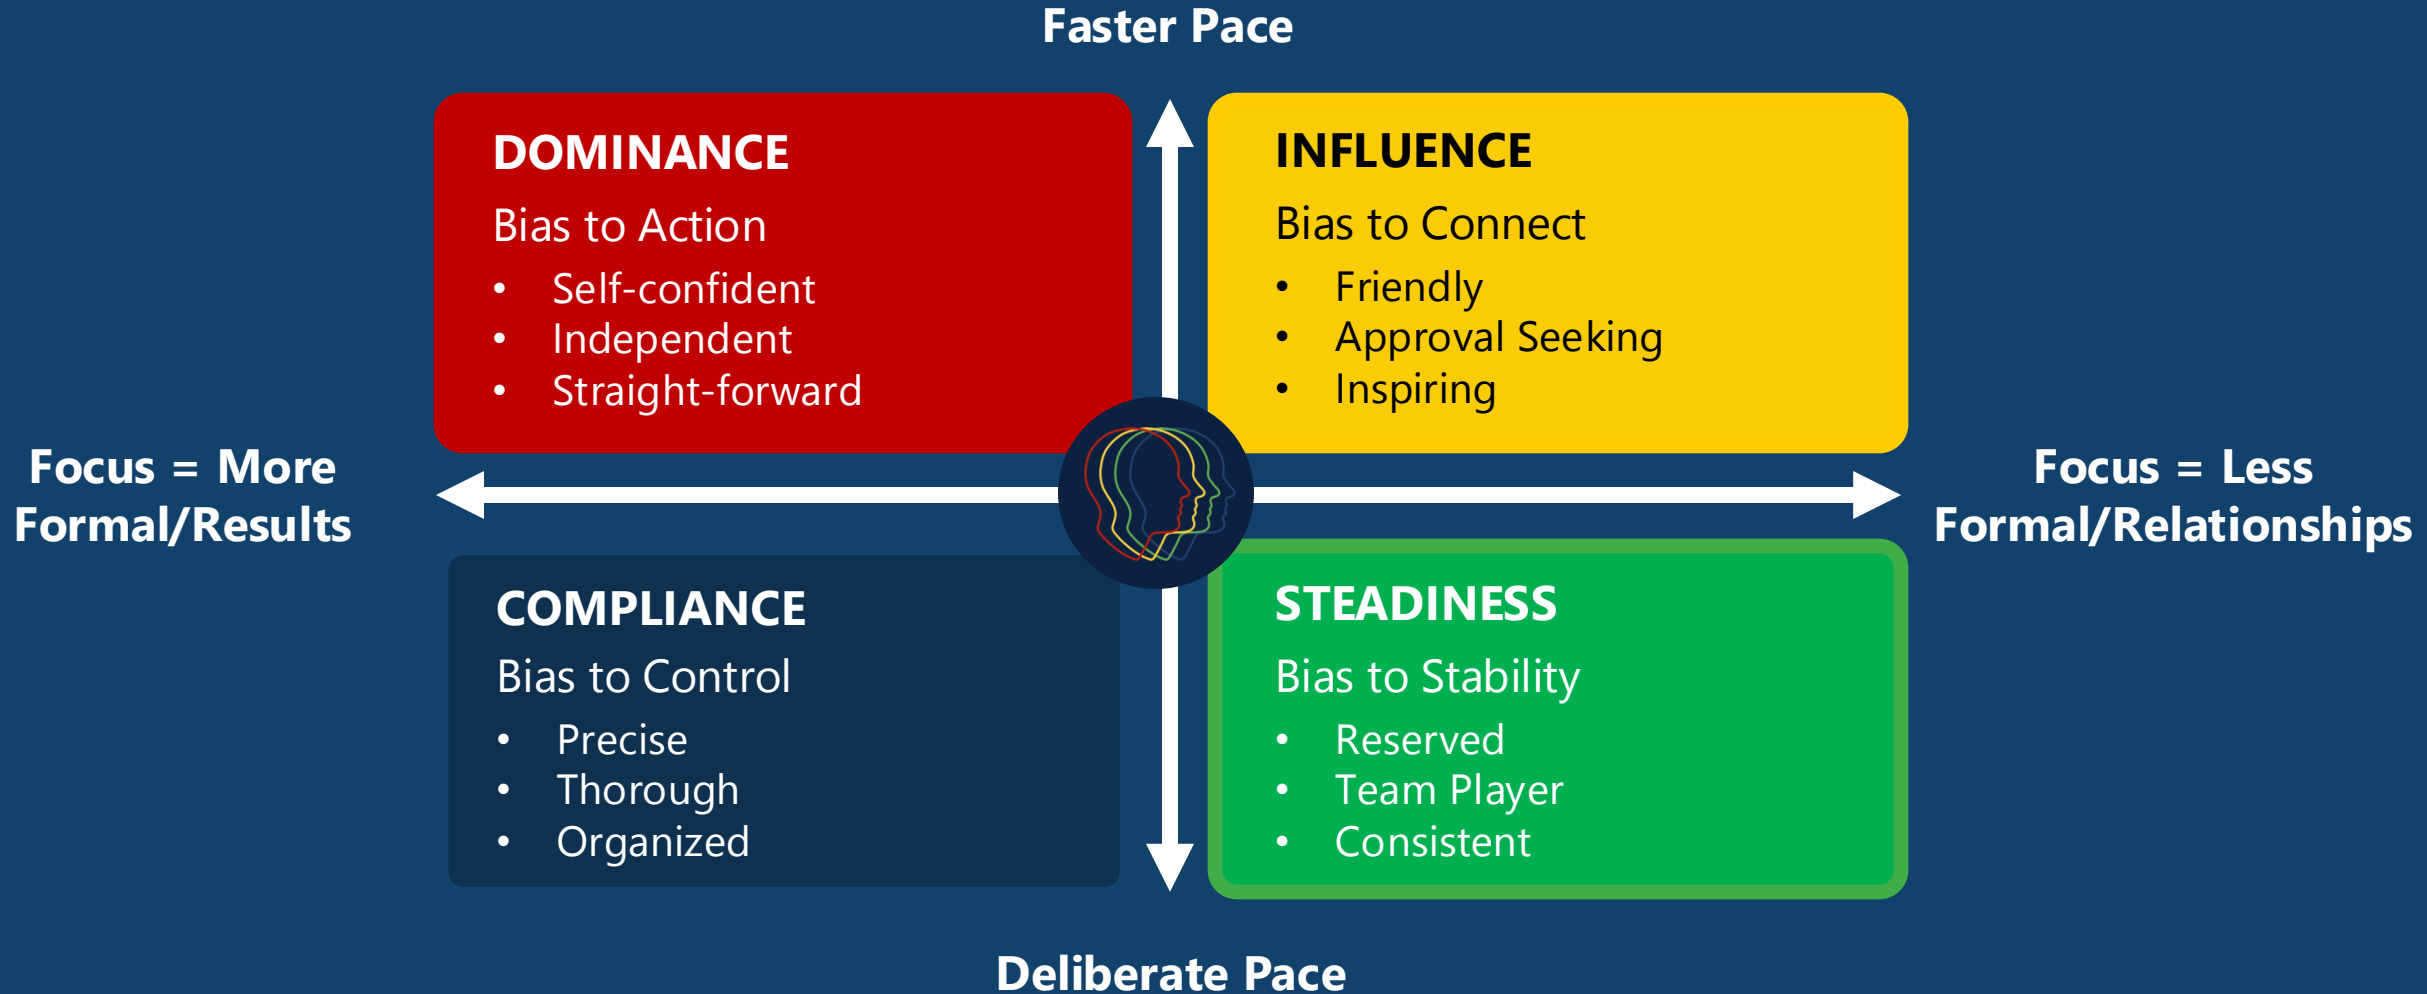 Faster Pace
DOMINANCE
Bias to Action
• Self-confident
• Independent
• Straight-forward
INFLUENCE
Bias to Connect
• Friendly
• Approval Seeking
• Inspiring
Focus = More
Formal/Results
Focus = Less
Formal/Relationships
COMPLIANCE
Bias to Control
• Precise
• Thorough
• Organized
STEADINESS
Bias to Stability
• Reserved
• Team Player
• Consistent
Deliberate Pace